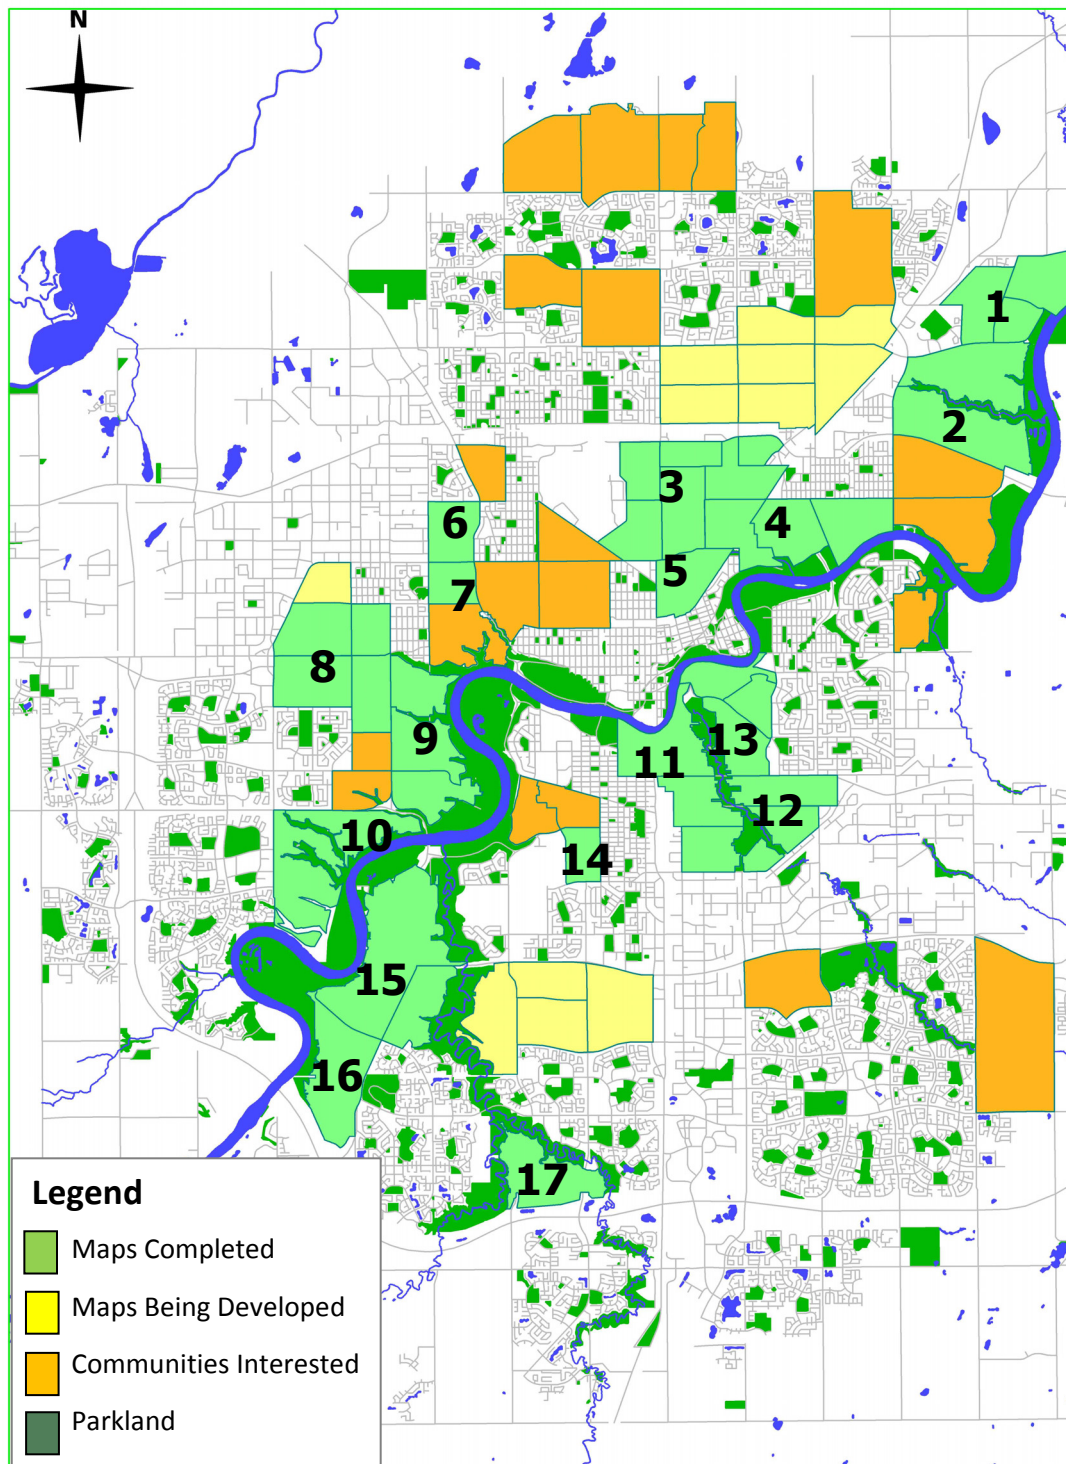 N
1
2
3
4
5
6
7
8
9
10
11
12
13
14
15
16
17
Legend
Maps Completed
Maps Being Developed
Communities Interested
Parkland